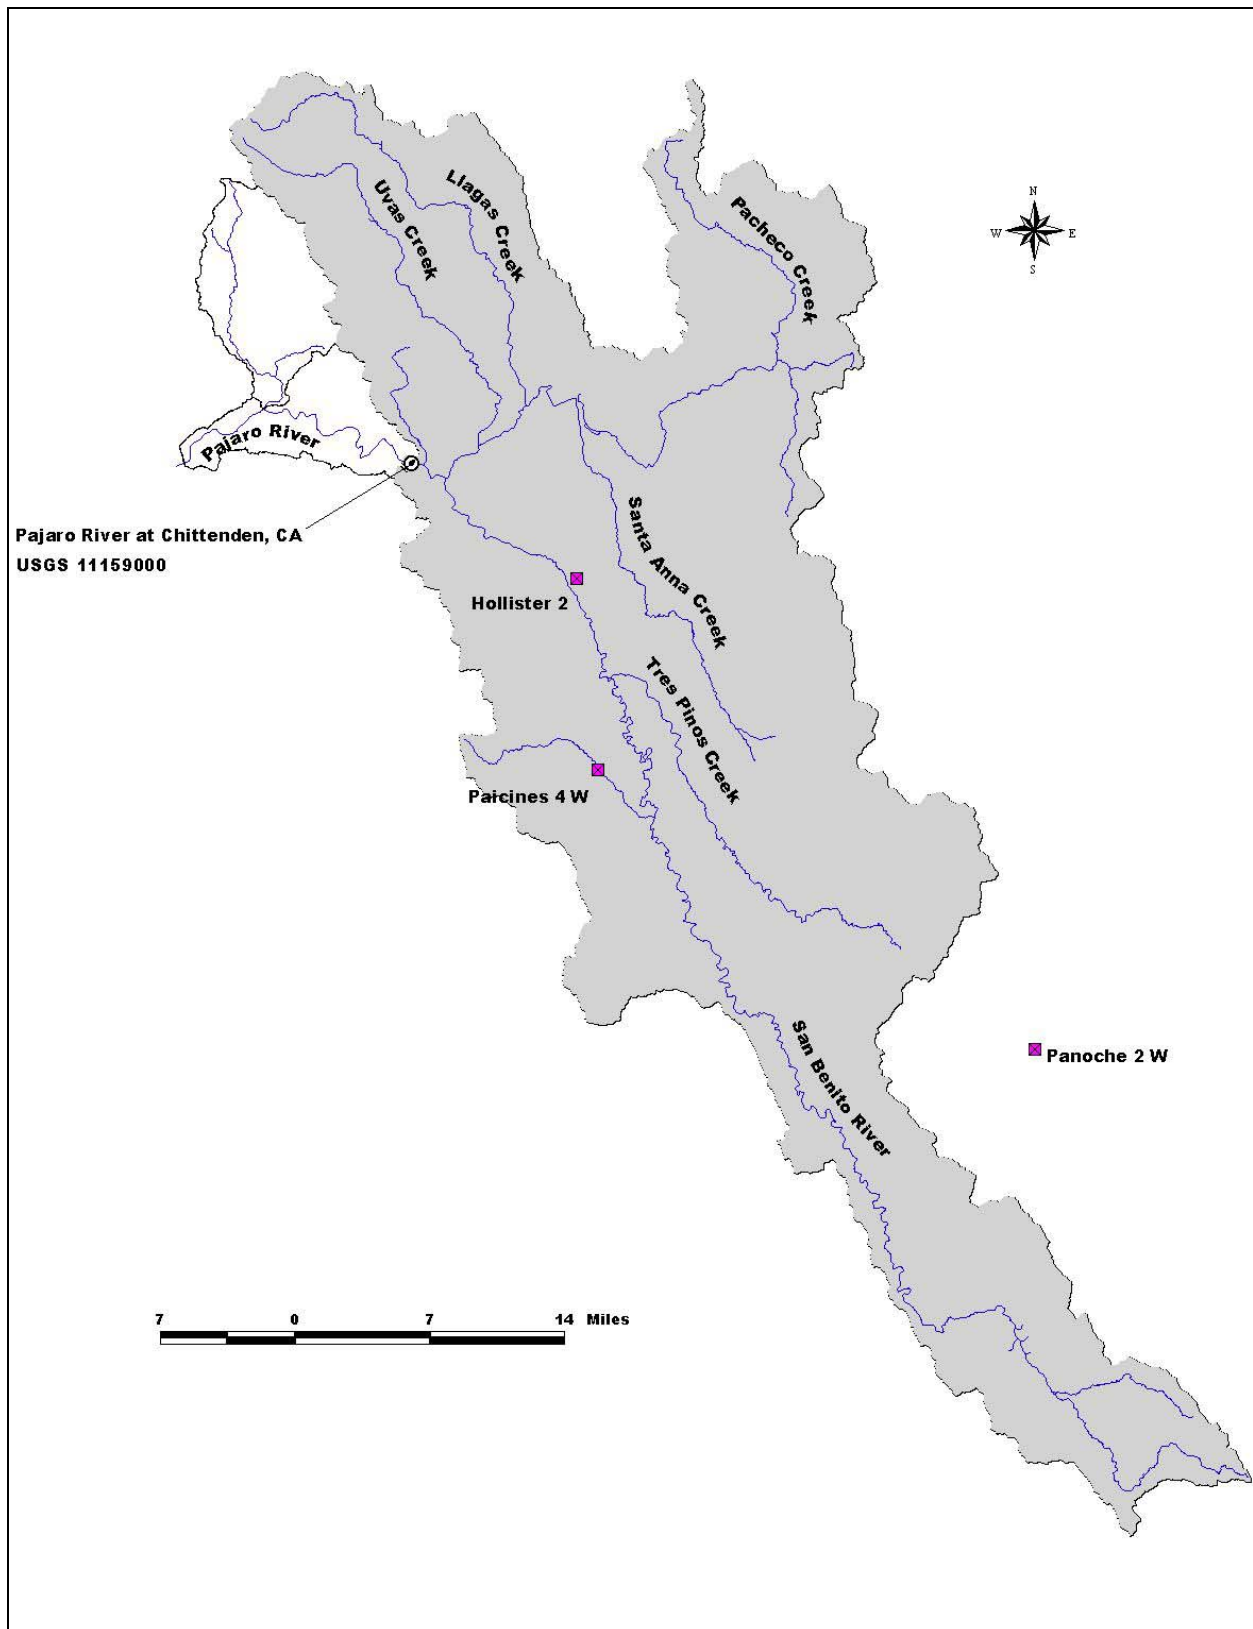 Llagas Creek
Uvas Creek
Pacheco Creek
N
W E
S
Pajaro River
Pajaro River at Chittenden, CA
USGS 11159000
Santa Anna Creek
Hollister 2
Tres Pinos Creek
Paicines 4 W
San Benito River
Panoche 2 W
7 0 7 14 Miles